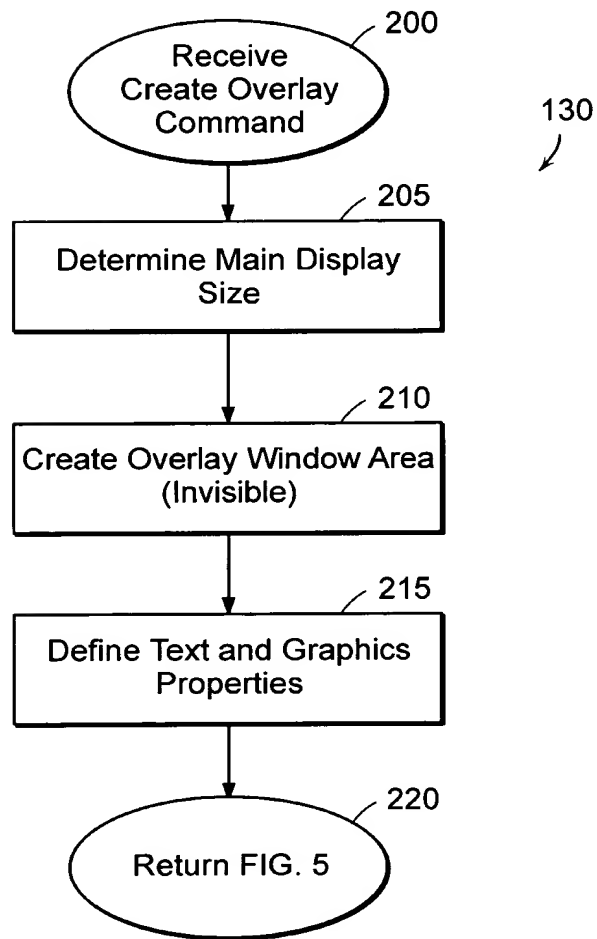 200
Receive
Create Overlay
Command
130
205
Determine Main Display
Size
210
Create Overlay Window Area
(Invisible)
215
Define Text and Graphics
Properties
220
Return FIG. 5